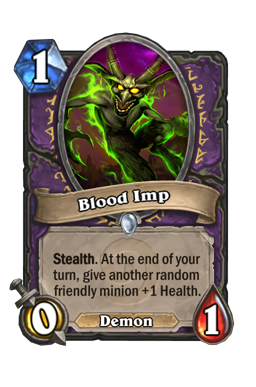 1
Blood Imp
Stealth. At the end of your
turn, give another random
friendly minion +1 Health.
0
Demon
1